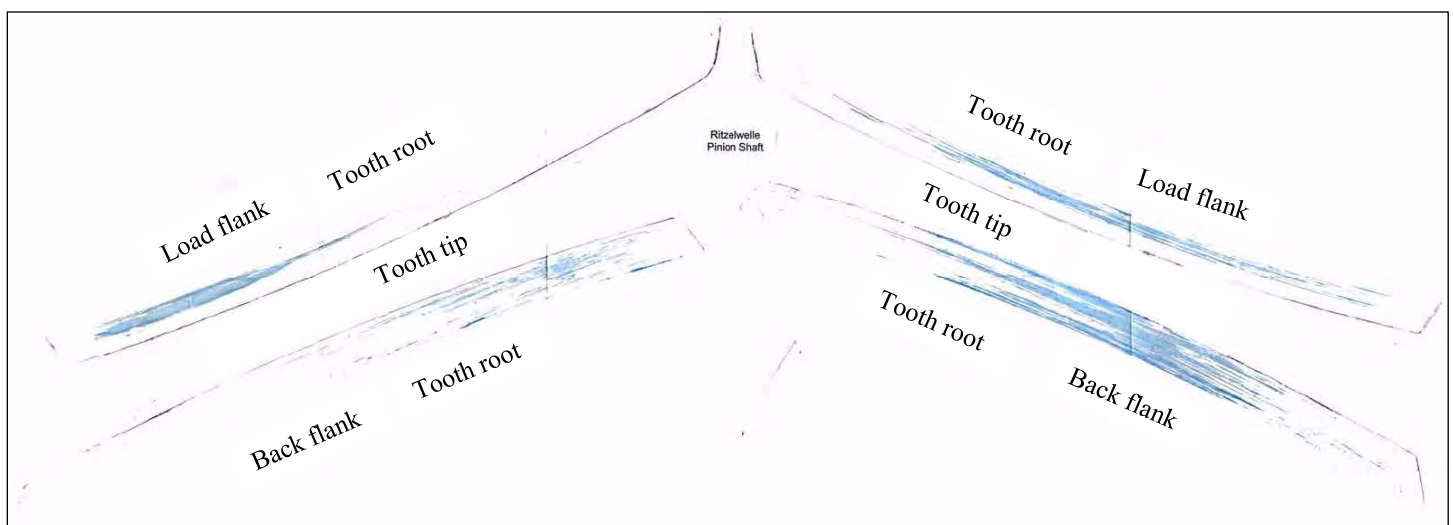 Tooth root
Load flank
Tooth tip
Back flank
Tooth root
Ritzelwelle
Pinion Shaft
Tooth root
Load flank
Tooth tip
Tooth root
Back flank